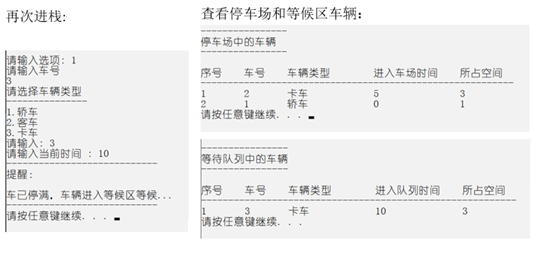 再次进栈:
请输入选项: 1
请输入车号
3
请选择车辆类型
----------------
1.轿车
2.客车
3.卡车
请输入: 3
请输入当前时间 : 10
------------------------------
提醒:
车已停满, 车辆进入等候区等候...
------------------------------
请按任意键继续. . .
查看停车场和等候区车辆:
-----------------
停车场中的车辆
-----------------
序号 车号 车辆类型 进入车场时间 所占空间
------------------------------------------------------------
1 2 卡车 5 3
2 1 轿车 0 1
请按任意键继续. . .
-----------------
等待队列中的车辆
-----------------
序号 车号 车辆类型 进入队列时间 所占空间
------------------------------------------------------------
1 3 卡车 10 3
请按任意键继续. . .